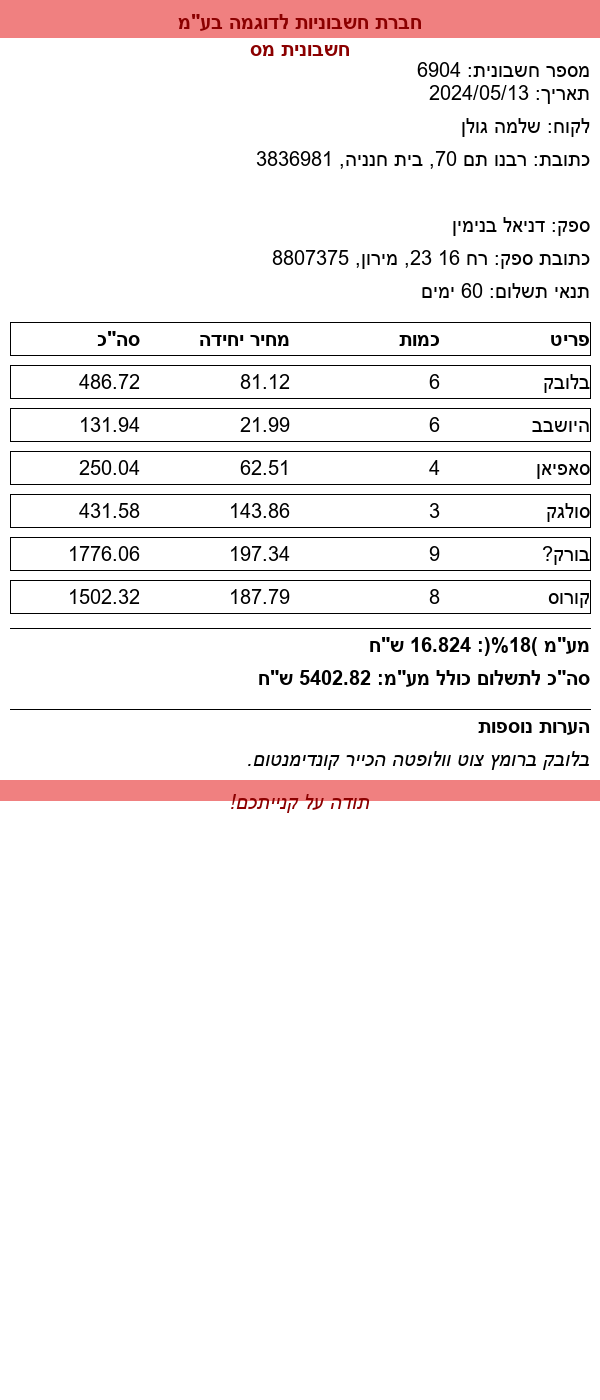 חברת חשבוניות לדוגמה בע"מ
חשבונית מס
מספר חשבונית: 6904
תאריך: 2024/05/13
לקוח: שלמה גולן
כתובת: רבנו תם 70, בית חנניה, 3836981
ספק: דניאל בנימין
כתובת ספק: רח 16 23, מירון, 8807375
תנאי תשלום: 60 ימים
פריט כמות מחיר יחידה סה"כ
בלובק 6 81.12 486.72
היושבב 6 21.99 131.94
סאפיאן 4 62.51 250.04
סולגק 3 143.86 431.58
בורק? 9 197.34 1776.06
קורוס 8 187.79 1502.32
מע"מ )18%(: 16.824 ש"ח
סה"כ לתשלום כולל מע"מ: 5402.82 ש"ח
הערות נוספות
בלובק ברומץ צוט וולופטה הכייר קונדימנטום.
תודה על קנייתכם!